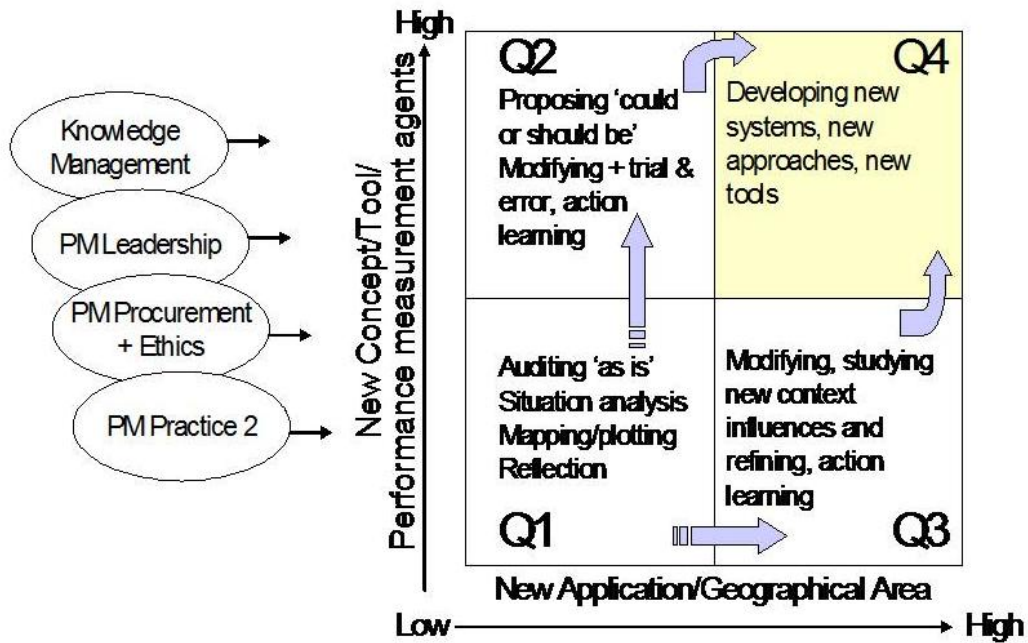 High
Knowledge
Management
PM Leadership
PM Procurement
+ Ethics
PM Practice 2
New Concept/Tool/
Performance measurement agents
Q2
Proposing ‘could
or should be’
Modifying + trial &
error, action
learning
Q4
Developing new
systems, new
approaches, new
tools
Auditing ‘as is’
Situation analysis
Mapping/plotting
Reflection
Q1
Modifying, studying
new context
influences and
refining, action
learning
Q3
New Application/Geographical Area
Low
High